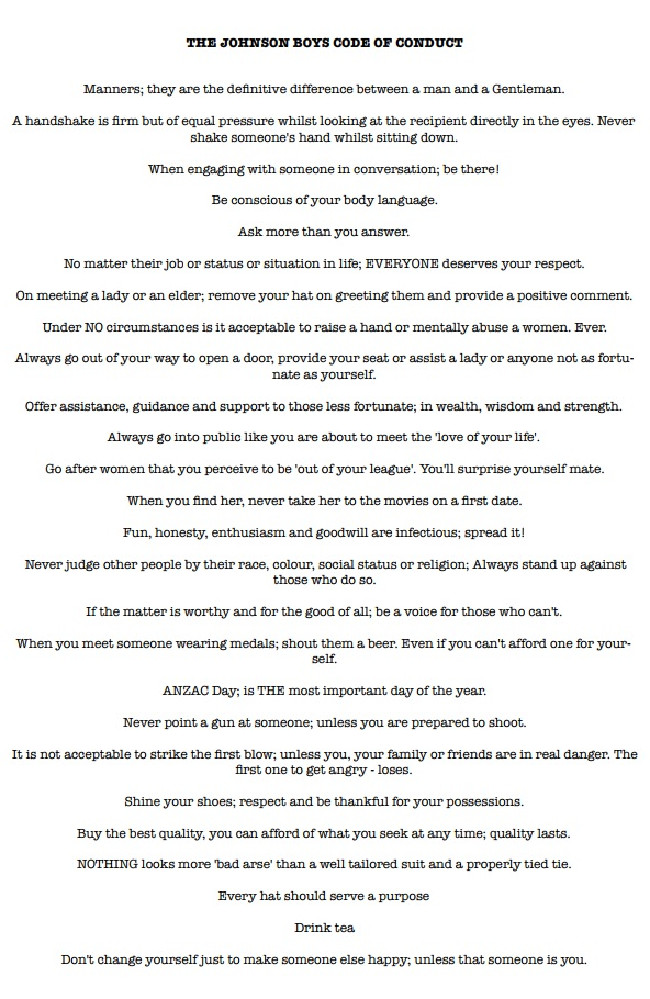 THE JOHNSON BOYS CODE OF CONDUCT
Manners; they are the definitive difference between a man and a Gentleman.
A handshake is firm but of equal pressure whilst looking at the recipient directly in the eyes. Never
shake someone's hand whilst sitting down.
When engaging with someone in conversation; be there!
Be conscious of your body language.
Ask more than you answer.
No matter their job or status or situation in life; EVERYONE deserves your respect.
On meeting a lady or an elder; remove your hat on greeting them and provide a positive comment.
Under NO circumstances is it acceptable to raise a hand or mentally abuse a women. Ever.
Always go out of your way to open a door, provide your seat or assist a lady or anyone not as fortu-
nate as yourself.
Offer assistance, guidance and support to those less fortunate; in wealth, wisdom and strength.
Always go into public like you are about to meet the 'love of your life'.
Go after women that you perceive to be 'out of your league'. You'll surprise yourself mate.
When you find her, never take her to the movies on a first date.
Fun, honesty, enthusiasm and goodwill are infectious; spread it!
Never judge other people by their race, colour, social status or religion; Always stand up against
those who do so.
If the matter is worthy and for the good of all; be a voice for those who can't.
When you meet someone wearing medals; shout them a beer. Even if you can't afford one for your-
self.
ANZAC Day; is THE most important day of the year.
Never point a gun at someone; unless you are prepared to shoot.
It is not acceptable to strike the first blow; unless you, your family or friends are in real danger. The
first one to get angry - loses.
Shine your shoes; respect and be thankful for your possessions.
Buy the best quality, you can afford of what you seek at any time; quality lasts.
NOTHING looks more 'bad arse' than a well tailored suit and a properly tied tie.
Every hat should serve a purpose
Drink tea
Don't change yourself just to make someone else happy; unless that someone is you.